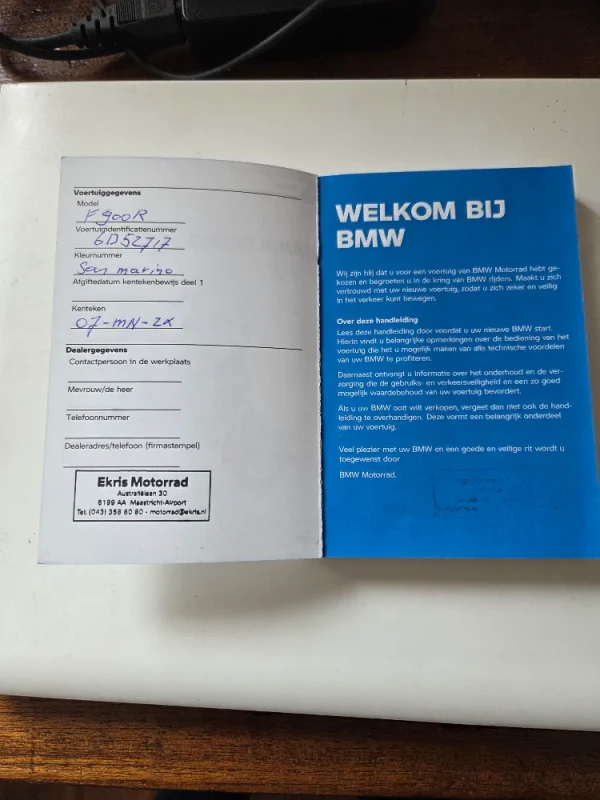 Voertuiggegevens
Model
F 900R
Voertuigidentificatienummer
6D52717
Kleurnummer
San marino
Afgiftedatum kentekenbewijs deel 1
Kenteken
07-MN-ZX
Dealergegevens
Contactpersoon in de werkplaats
Mevrouw/de heer
Telefoonnummer
Dealeradres/telefoon (firmastempel)
Ekris Motorrad
Australiëlaan 30
6199 AA Maastricht-Airport
Tel. (043) 358 60 80 - motorrad@ekris.nl
WELKOM BIJ
BMW
Wij zijn blij dat u voor een voertuig van BMW Motorrad hebt ge-
kozen en begroeten u in de kring van BMW rijders. Maakt u zich
vertrouwd met uw nieuwe voertuig, zodat u zich zeker en veilig
in het verkeer kunt bewegen.
Over deze handleiding
Lees deze handleiding door voordat u uw nieuwe BMW start.
Hierin vindt u belangrijke opmerkingen over de bediening van het
voertuig die het u mogelijk maken van alle technische voordelen
van uw BMW te profiteren.
Daarnaast ontvangt u informatie over het onderhoud en de ver-
zorging die de gebruiks- en verkeersveiligheid en een zo goed
mogelijk waardebehoud van uw voertuig bevordert.
Als u uw BMW ooit wilt verkopen, vergeet dan niet ook de hand-
leiding te overhandigen. Deze vormt een belangrijk onderdeel
van uw voertuig.
Veel plezier met uw BMW en een goede en veilige rit wordt u
toegewenst door
BMW Motorrad.